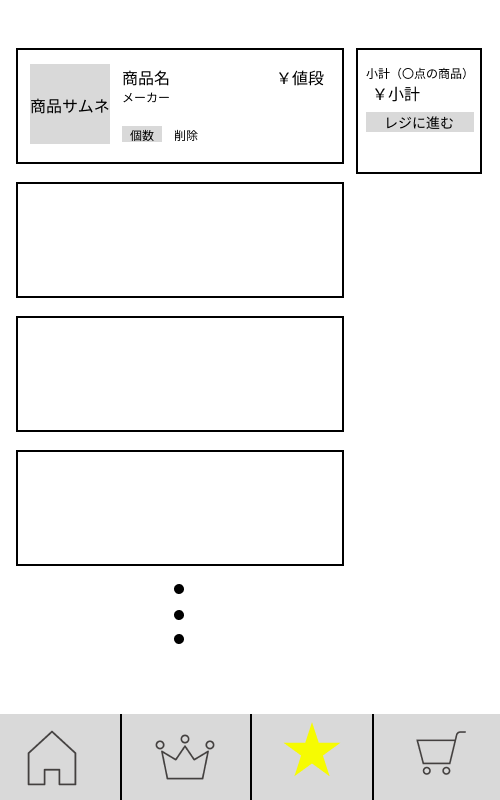 商品サムネ
商品名
￥値段
メーカー
個数
削除
小計（〇点の商品）
￥小計
レジに進む